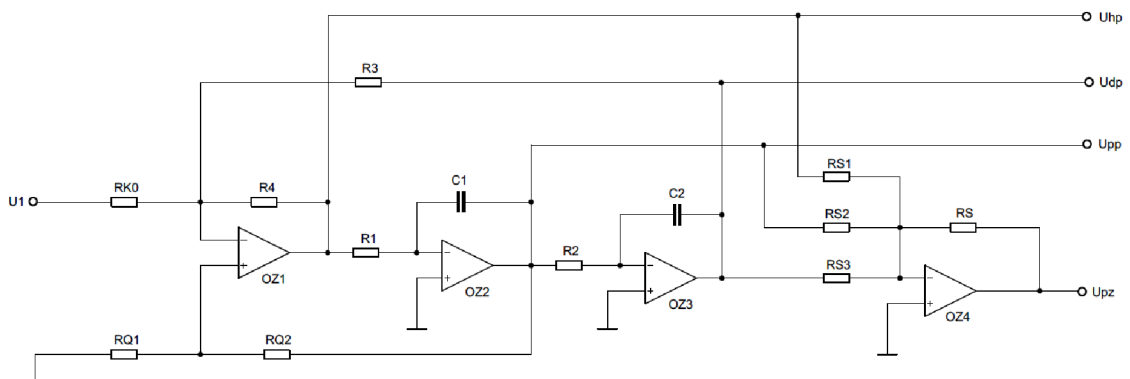 Uhp
R3
Udp
Upp
RS1
RK0
R4
C1
C2
U1
R1
RS2
RS
R2
RS3
OZ1
OZ2
OZ3
OZ4
Upz
RQ1
RQ2